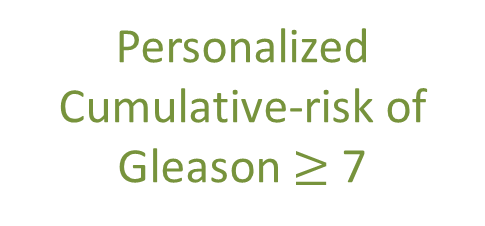 Personalized
Cumulative-risk of
Gleason ≥ 7